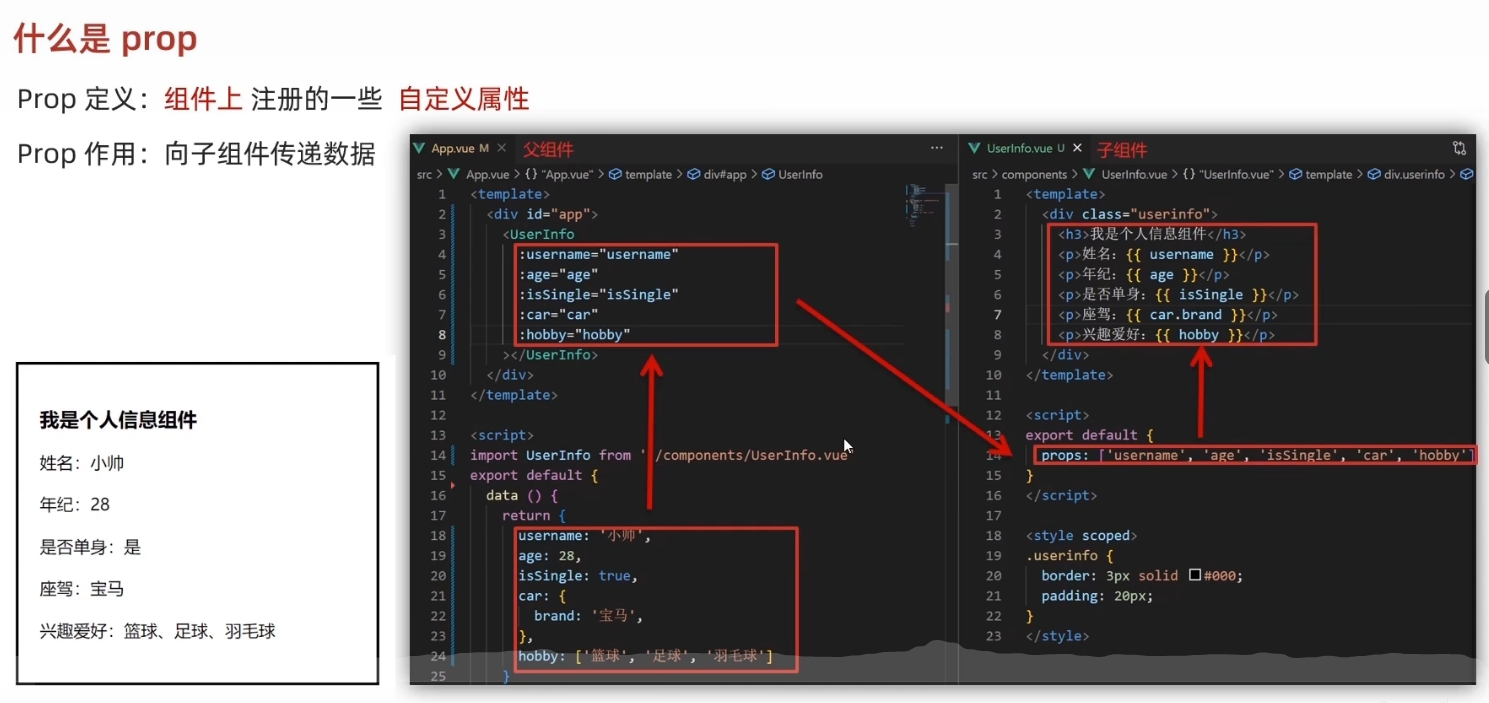 什么是 prop
Prop 定义：组件上 注册的一些 自定义属性
Prop 作用：向子组件传递数据
我是个人信息组件
姓名：小帅
年纪：28
是否单身：是
座驾：宝马
兴趣爱好：篮球、足球、羽毛球
App.vue M × 父组件 ···
src > App.vue > {} "App.vue" > template > div#app > UserInfo
1 <template>
2 <div id="app">
3 <UserInfo
4 :username="username"
5 :age="age"
6 :isSingle="isSingle"
7 :car="car"
8 :hobby="hobby"
9 ></UserInfo>
10 </div>
11 </template>
12
13 <script>
14 import UserInfo from './components/UserInfo.vue'
15 export default {
16 data () {
17 return {
18 username: '小帅',
19 age: 28,
20 isSingle: true,
21 car: {
22 brand: '宝马',
23 },
24 hobby: ['篮球', '足球', '羽毛球']
25 }
UserInfo.vue U × 子组件
src > components > UserInfo.vue > {} "UserInfo.vue" > template > div.userinfo >
1 <template>
2 <div class="userinfo">
3 <h3>我是个人信息组件</h3>
4 <p>姓名：{{ username }}</p>
5 <p>年纪：{{ age }}</p>
6 <p>是否单身：{{ isSingle }}</p>
7 <p>座驾：{{ car.brand }}</p>
8 <p>兴趣爱好：{{ hobby }}</p>
9 </div>
10 </template>
11
12 <script>
13 export default {
14 props: ['username', 'age', 'isSingle', 'car', 'hobby']
15 }
16 </script>
17
18 <style scoped>
19 .userinfo {
20 border: 3px solid #000;
21 padding: 20px;
22 }
23 </style>